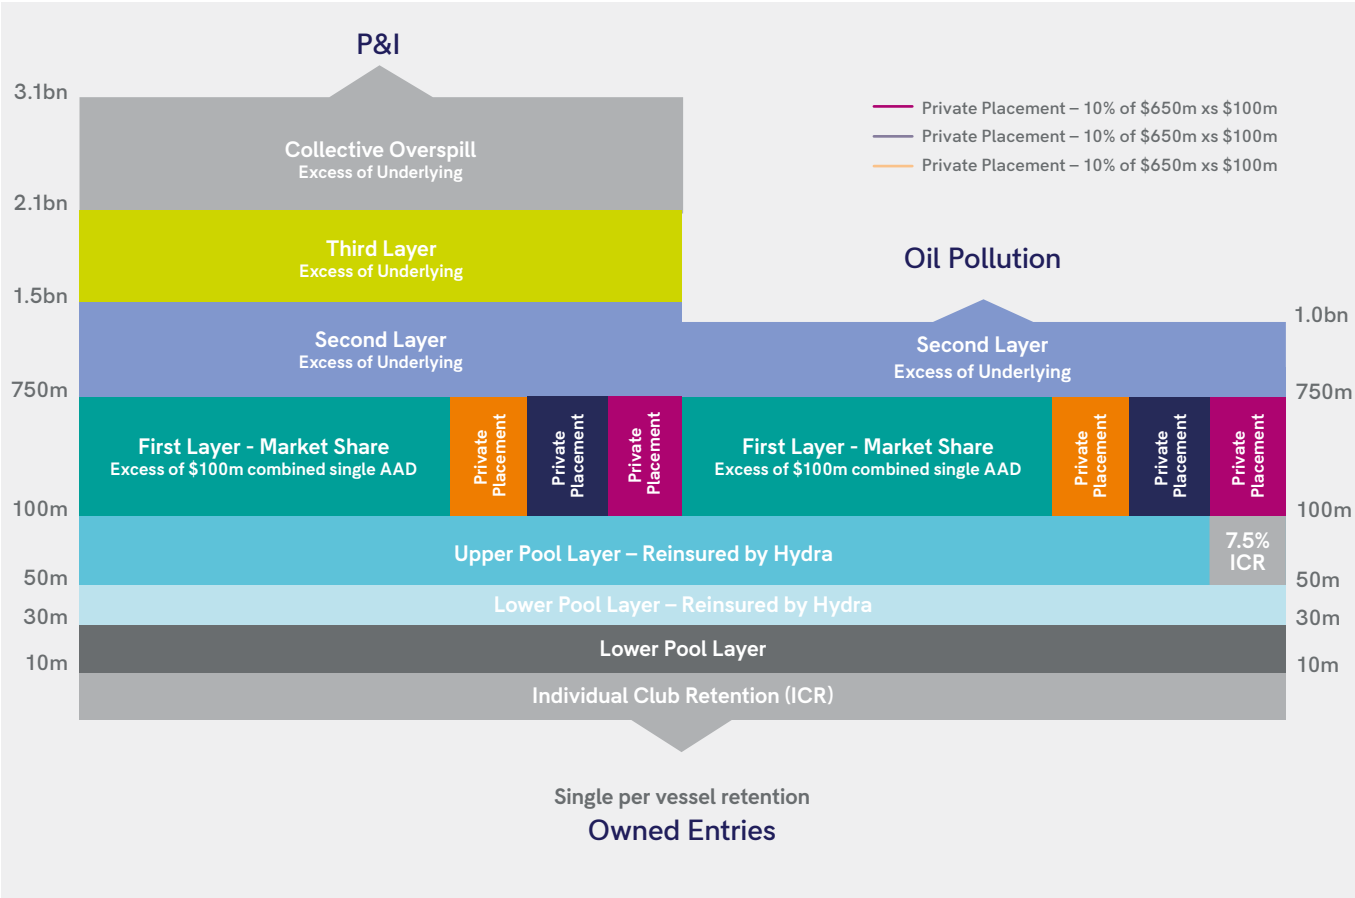 P&I
3.1bn
Private Placement – 10% of $650m xs $100m
Private Placement – 10% of $650m xs $100m
Private Placement – 10% of $650m xs $100m
Collective Overspill
Excess of Underlying
2.1bn
Third Layer
Excess of Underlying
Oil Pollution
1.5bn
1.0bn
Second Layer
Excess of Underlying
Second Layer
Excess of Underlying
750m
750m
First Layer - Market Share
Excess of $100m combined single AAD
Private
Placement
Private
Placement
Private
Placement
First Layer - Market Share
Excess of $100m combined single AAD
Private
Placement
Private
Placement
Private
Placement
100m
100m
Upper Pool Layer – Reinsured by Hydra
7.5%
ICR
50m
50m
Lower Pool Layer – Reinsured by Hydra
30m
30m
Lower Pool Layer
10m
10m
Individual Club Retention (ICR)
Single per vessel retention
Owned Entries